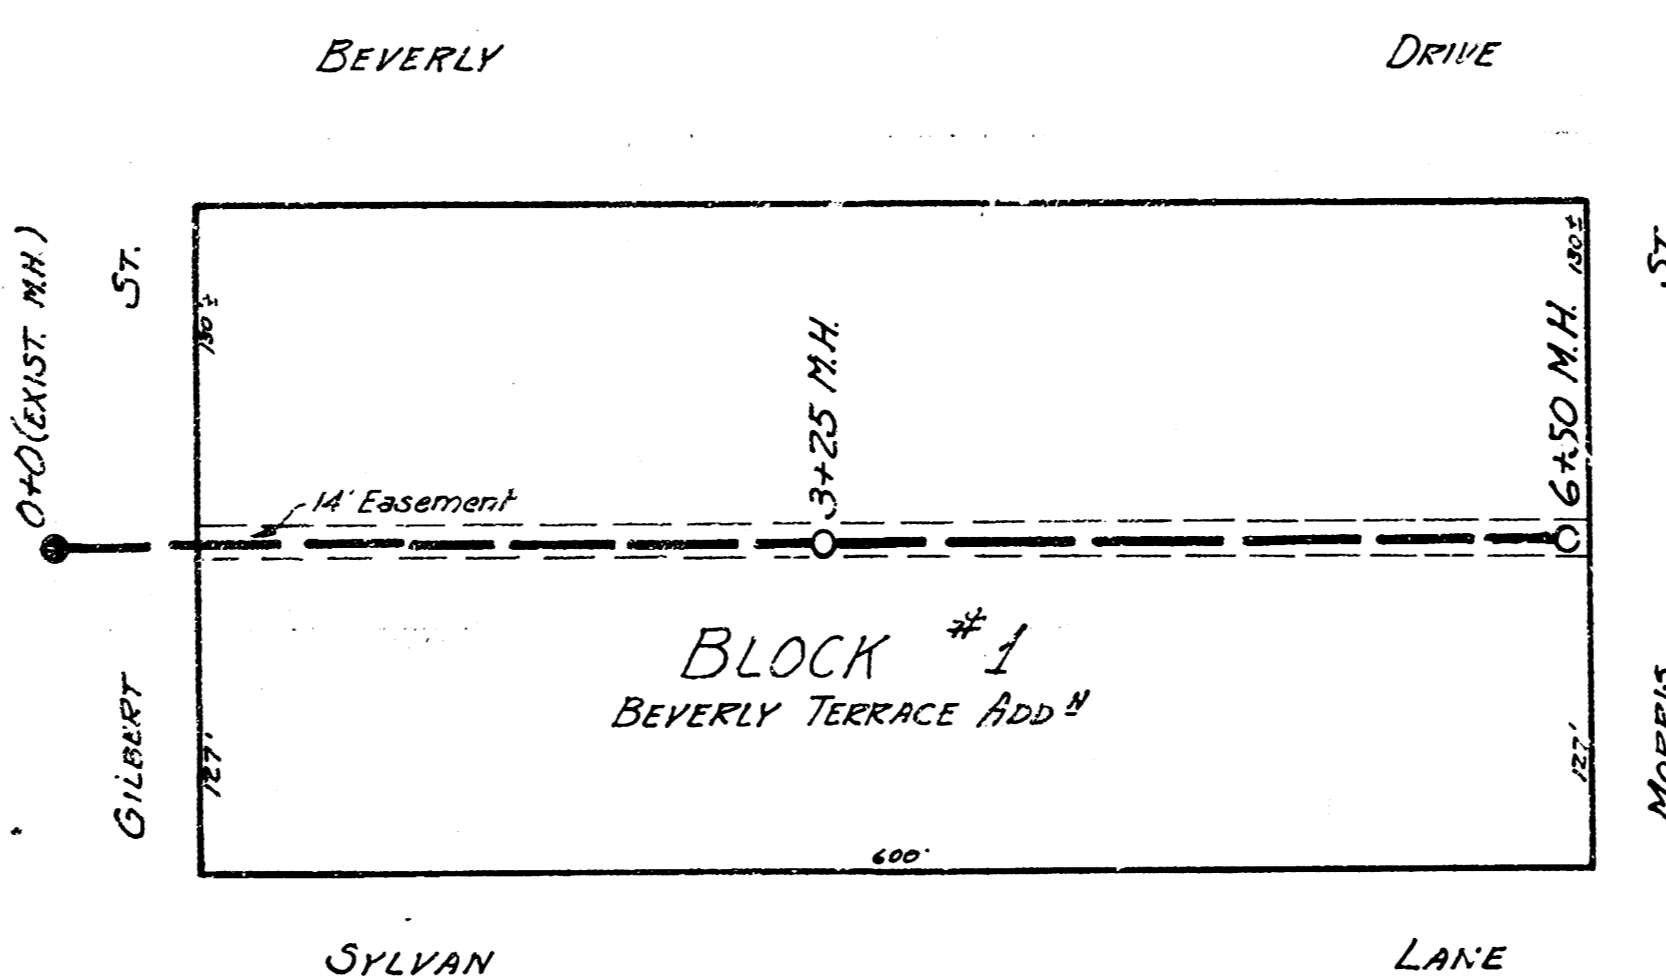 BEVERLY DRIVE
0+0 (EXIST. M.H.)
ST.
130'±
130±
ST.
3+25 M.H.
6+50 M.H.
14' Easement
BLOCK #1
BEVERLY TERRACE ADDN
GILBERT
127'
127'
MORRIS
600'
SYLVAN LANE